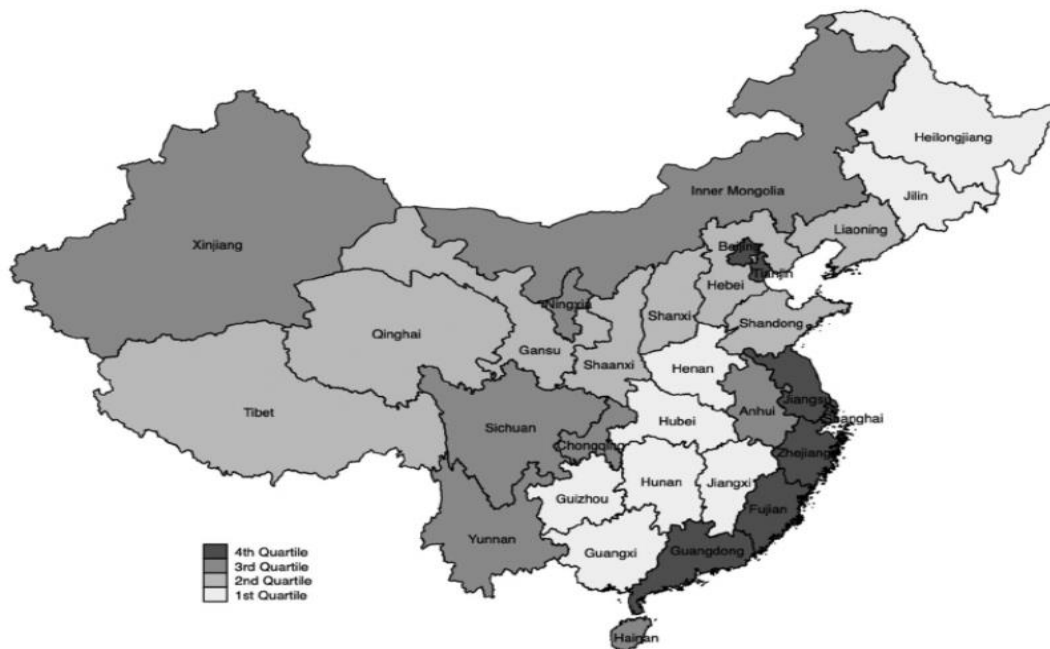 Heilongjiang
Inner Mongolia
Jilin
Xinjiang
Liaoning
Beijing
Tianjin
Hebei
Ningxia
Shanxi
Shandong
Qinghai
Gansu
Shaanxi
Henan
Tibet
Jiangsu
Anhui
Shanghai
Hubei
Sichuan
Chongqing
Zhejiang
Hunan
Jiangxi
Guizhou
Fujian
Yunnan
Guangxi
Guangdong
4th Quartile
3rd Quartile
2nd Quartile
1st Quartile
Hainan